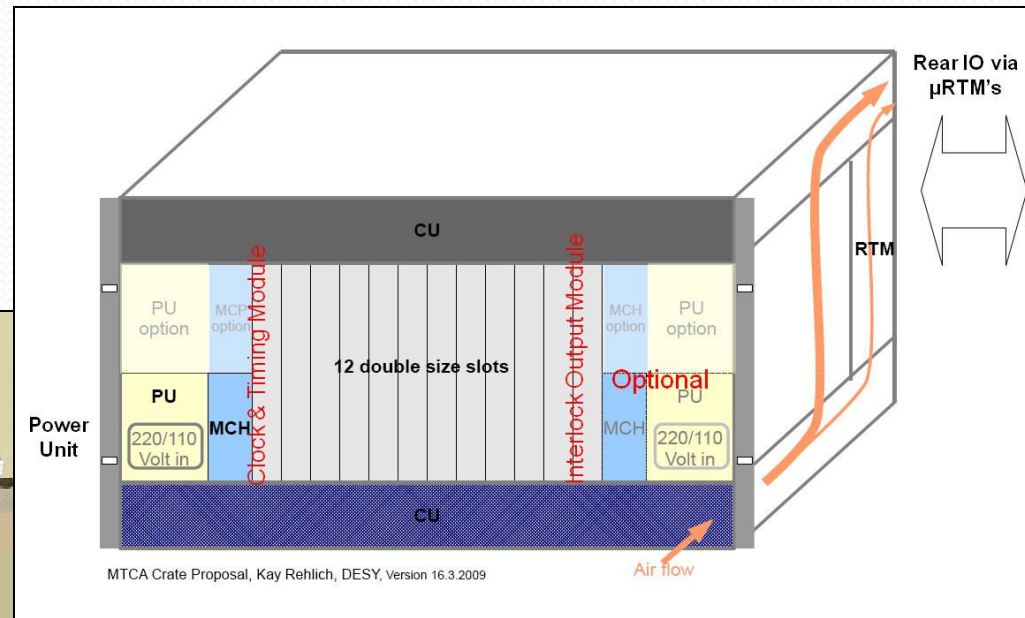 Rear IO via
µRTM's
CU
RTM
PU
option
MCP
option
Clock & Timing Module
12 double size slots
Interlock Output Module
MCH
option
PU
option
Optional
Power
Unit
PU
220/110
Volt in
MCH
MCH
PU
220/110
Volt in
CU
Air flow
MTCA Crate Proposal, Kay Rehlich, DESY, Version 16.3.2009